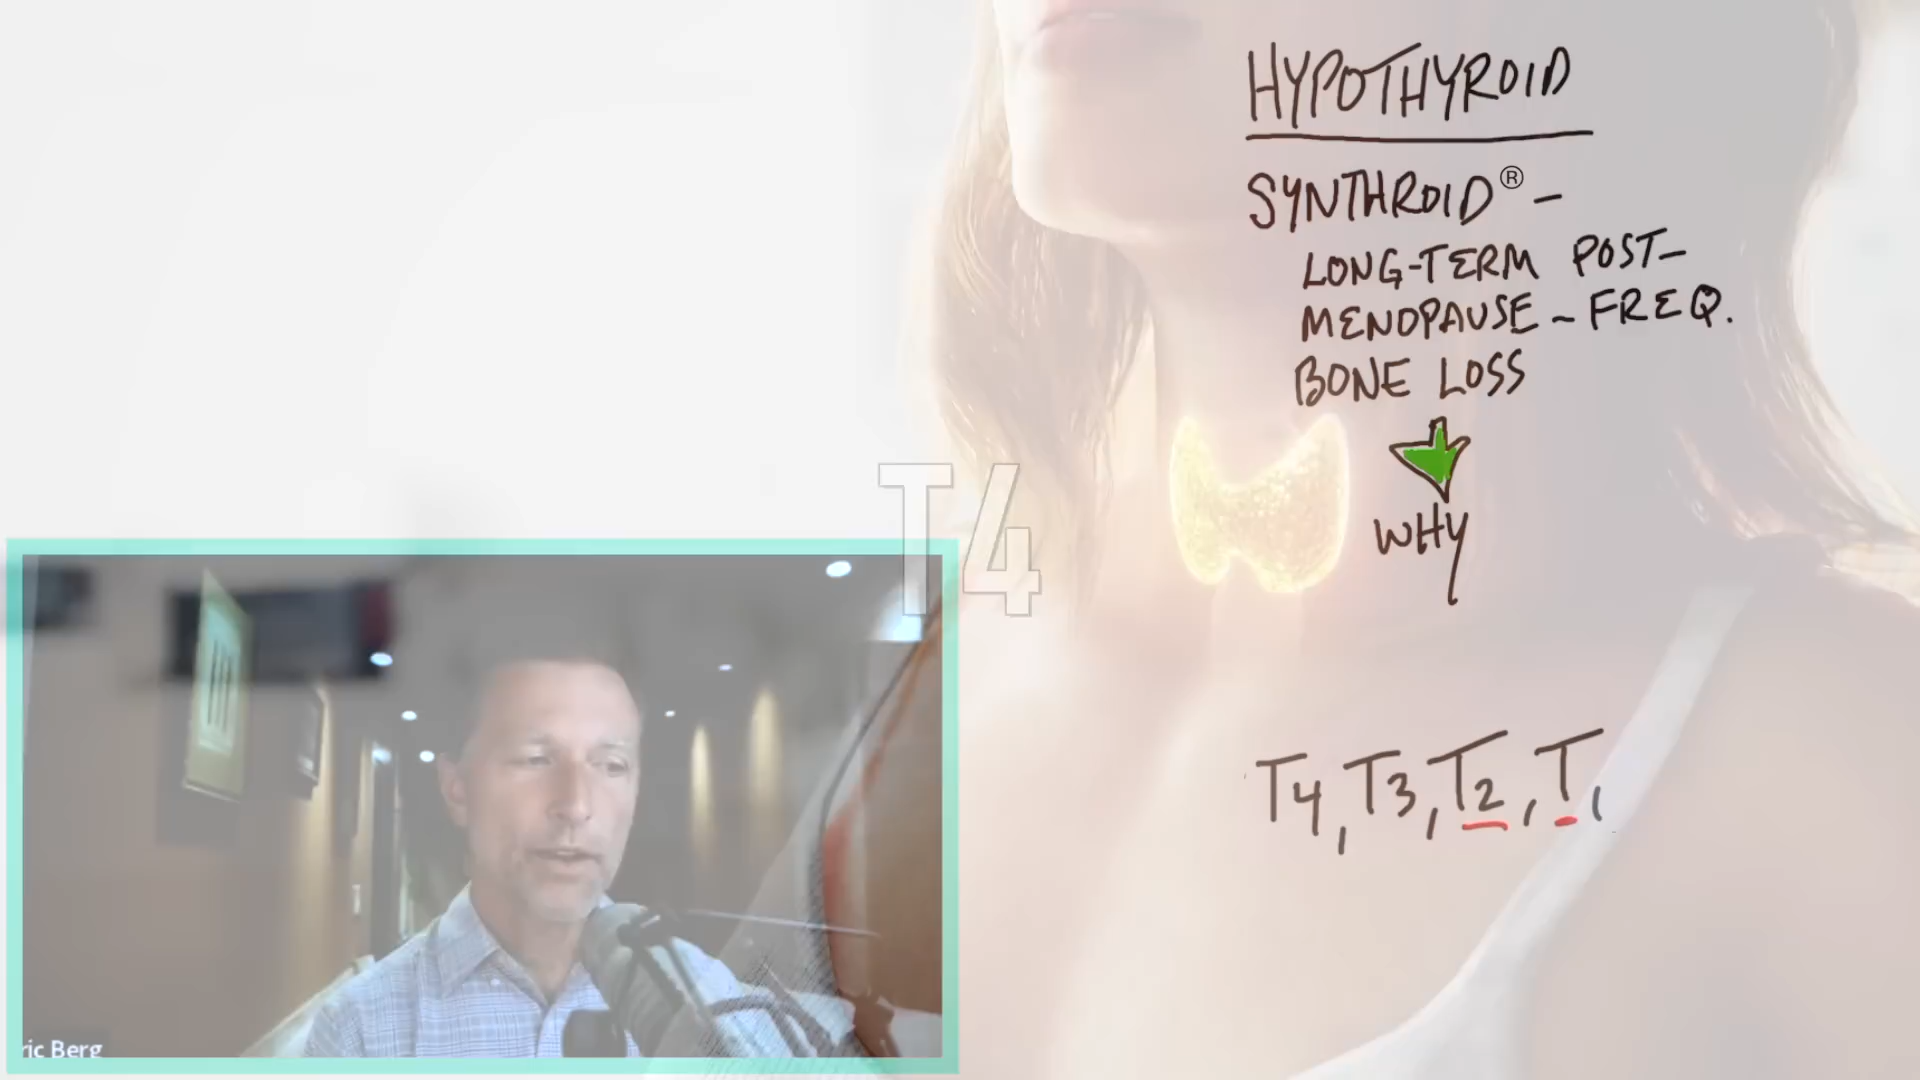 HYPOTHYROID
SYNTHROID® –
LONG-TERM POST–
MENOPAUSE – FREQ.
BONE LOSS
WHY
T4
T4, T3, T2, T1
ric Berg